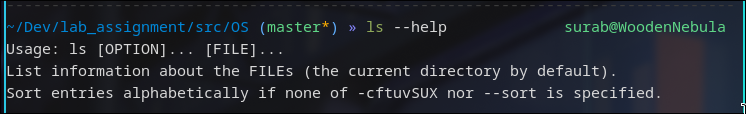 ~/Dev/lab_assignment/src/OS (master*) » ls --help surab@WoodenNebula
Usage: ls [OPTION]... [FILE]...
List information about the FILEs (the current directory by default).
Sort entries alphabetically if none of -cftuvSUX nor --sort is specified.